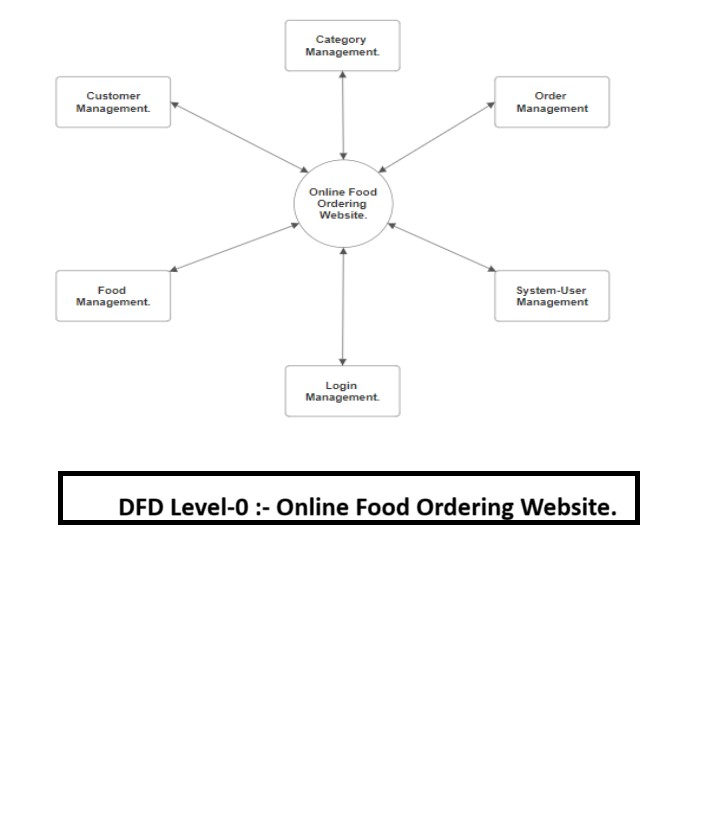 Category
Management.
Customer
Management.
Order
Management
Online Food
Ordering
Website.
Food
Management.
System-User
Management
Login
Management.
DFD Level-0 :- Online Food Ordering Website.